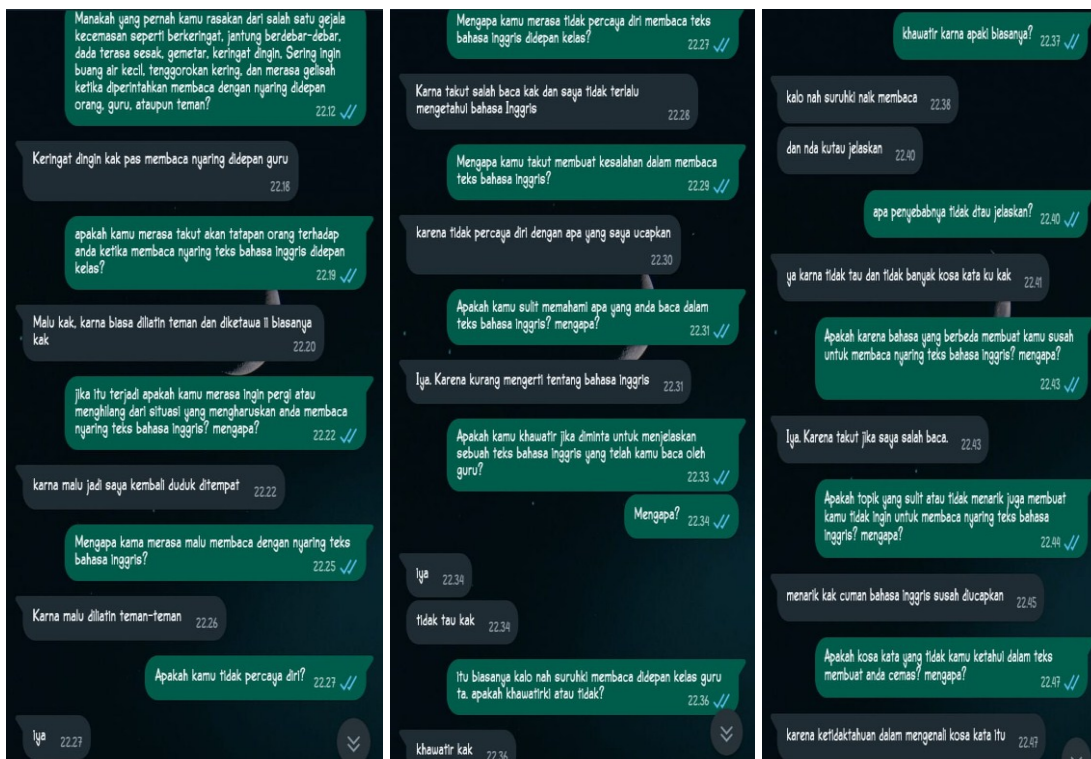 Manakah yang pernah kamu rasakan dari salah satu gejala
kecemasan seperti berkeringat, jantung berdebar-debar,
dada terasa sesak, gemetar, keringat dingin, Sering ingin
buang air kecil, tenggorokan kering, dan merasa gelisah
ketika diperintahkan membaca dengan nyaring didepan
orang, guru, ataupun teman?
22.12
Keringat dingin kak pas membaca nyaring didepan guru
22.18
apakah kamu merasa takut akan tatapan orang terhadap
anda ketika membaca nyaring teks bahasa inggris didepan
kelas?
22.19
Malu kak, karna biasa diliatin teman dan diketawa ii biasanya
kak
22.20
jika itu terjadi apakah kamu merasa ingin pergi atau
menghilang dari situasi yang mengharuskan anda membaca
nyaring teks bahasa inggris? mengapa?
22.22
karna malu jadi saya kembali duduk ditempat 22.22
Mengapa kama merasa malu membaca dengan nyaring teks
bahasa inggris?
22.25
Karna malu diliatin teman-teman 22.26
Apakah kamu tidak percaya diri? 22.27
Iya 22.27
Mengapa kamu merasa tidak percaya diri membaca teks
bahasa inggris didepan kelas?
22.27
Karna takut salah baca kak dan saya tidak terlalu
mengetahui bahasa Inggris
22.28
Mengapa kamu takut membuat kesalahan dalam membaca
teks bahasa inggris?
22.29
karena tidak percaya diri dengan apa yang saya ucapkan
22.30
Apakah kamu sulit memahami apa yang anda baca dalam
teks bahasa inggris? mengapa?
22.31
Iya. Karena kurang mengerti tentang bahasa inggris 22.31
Apakah kamu khawatir jika diminta untuk menjelaskan
sebuah teks bahasa inggris yang telah kamu baca oleh
guru?
22.33
Mengapa? 22.34
Iya 22.34
tidak tau kak 22.34
itu biasanya kalo nah suruhki membaca didepan kelas guru
ta. apakah khawatirki atau tidak?
22.36
khawatir kak 22.36
khawatir karna apaki biasanya? 22.37
kalo nah suruhki naik membaca 22.38
dan nda kutau jelaskan 22.40
apa penyebabnya tidak dtau jelaskan? 22.40
ya karna tidak tau dan tidak banyak kosa kata ku kak 22.41
Apakah karena bahasa yang berbeda membuat kamu susah
untuk membaca nyaring teks bahasa inggris? mengapa?
22.43
Iya. Karena takut jika saya salah baca. 22.43
Apakah topik yang sulit atau tidak menarik juga membuat
kamu tidak ingin untuk membaca nyaring teks bahasa
inggris? mengapa?
22.44
menarik kak cuman bahasa inggris susah diucapkan 22.45
Apakah kosa kata yang tidak kamu ketahui dalam teks
membuat anda cemas? mengapa?
22.47
karena ketidaktahuan dalam mengenali kosa kata itu 22.47